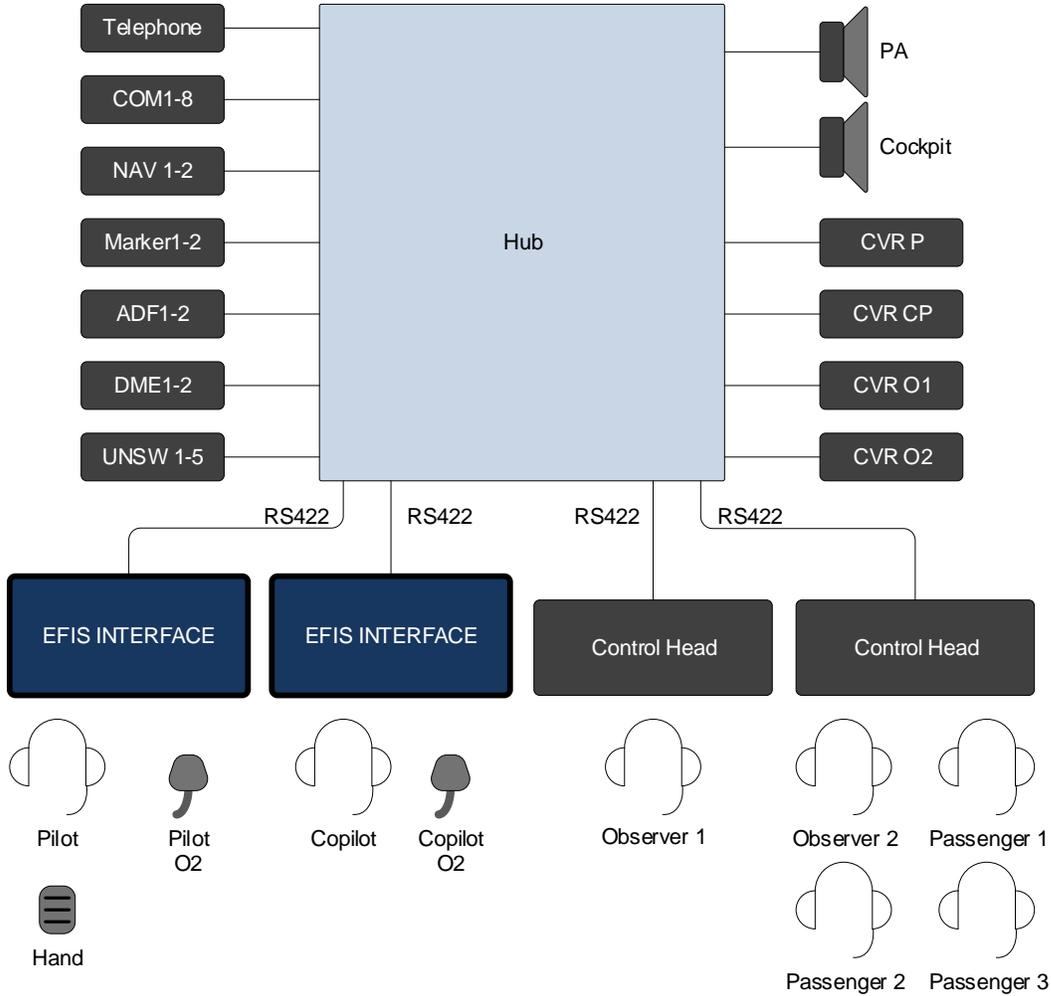 Telephone
COM1-8
NAV 1-2
Marker1-2
ADF1-2
DME1-2
UNSW 1-5
Hub
PA
Cockpit
CVR P
CVR CP
CVR O1
CVR O2
RS422
RS422
RS422
RS422
EFIS INTERFACE
EFIS INTERFACE
Control Head
Control Head
Pilot
Pilot
O2
Copilot
Copilot
O2
Observer 1
Observer 2
Passenger 1
Hand
Passenger 2
Passenger 3